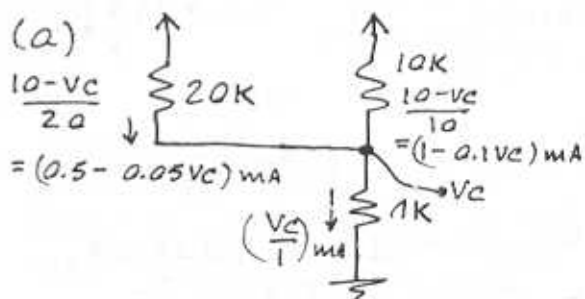 (a)
10-VC
20
= (0.5 - 0.05VC) mA
20K
10K
10-VC
10
=(1-0.1VC)mA
VC
1K
(VC/1) mA